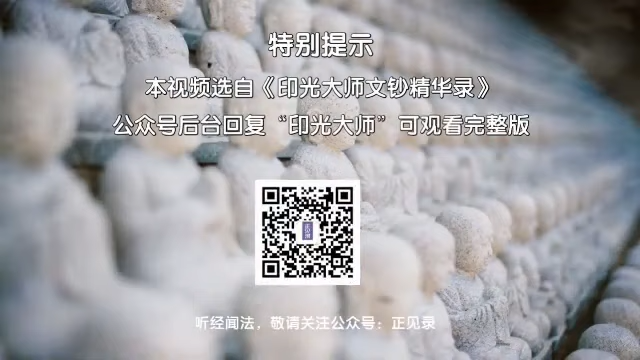 特别提示
本视频选自《印光大师文钞精华录》
公众号后台回复“印光大师”可观看完整版
听经闻法，敬请关注公众号：正见录